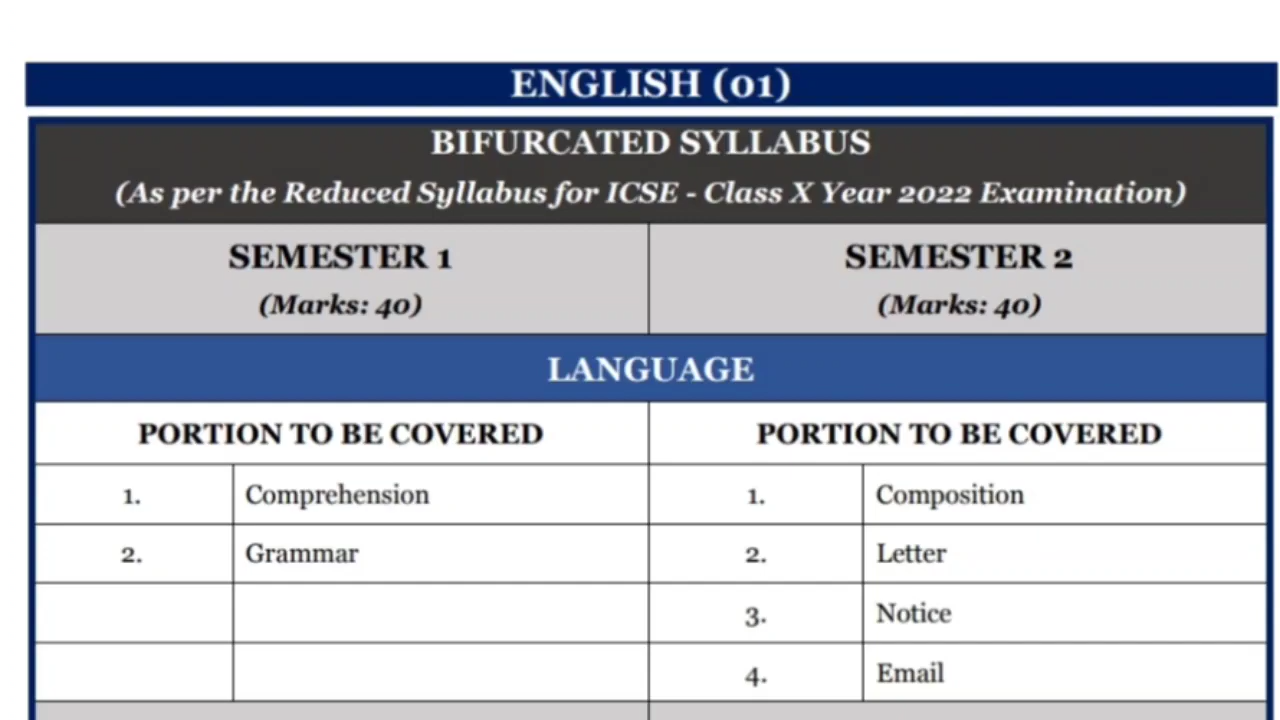 ENGLISH (01)
BIFURCATED SYLLABUS
(As per the Reduced Syllabus for ICSE - Class X Year 2022 Examination)
SEMESTER 1 SEMESTER 2
(Marks: 40) (Marks: 40)
LANGUAGE
PORTION TO BE COVERED PORTION TO BE COVERED
1. Comprehension 1. Composition
2. Grammar 2. Letter
3. Notice
4. Email